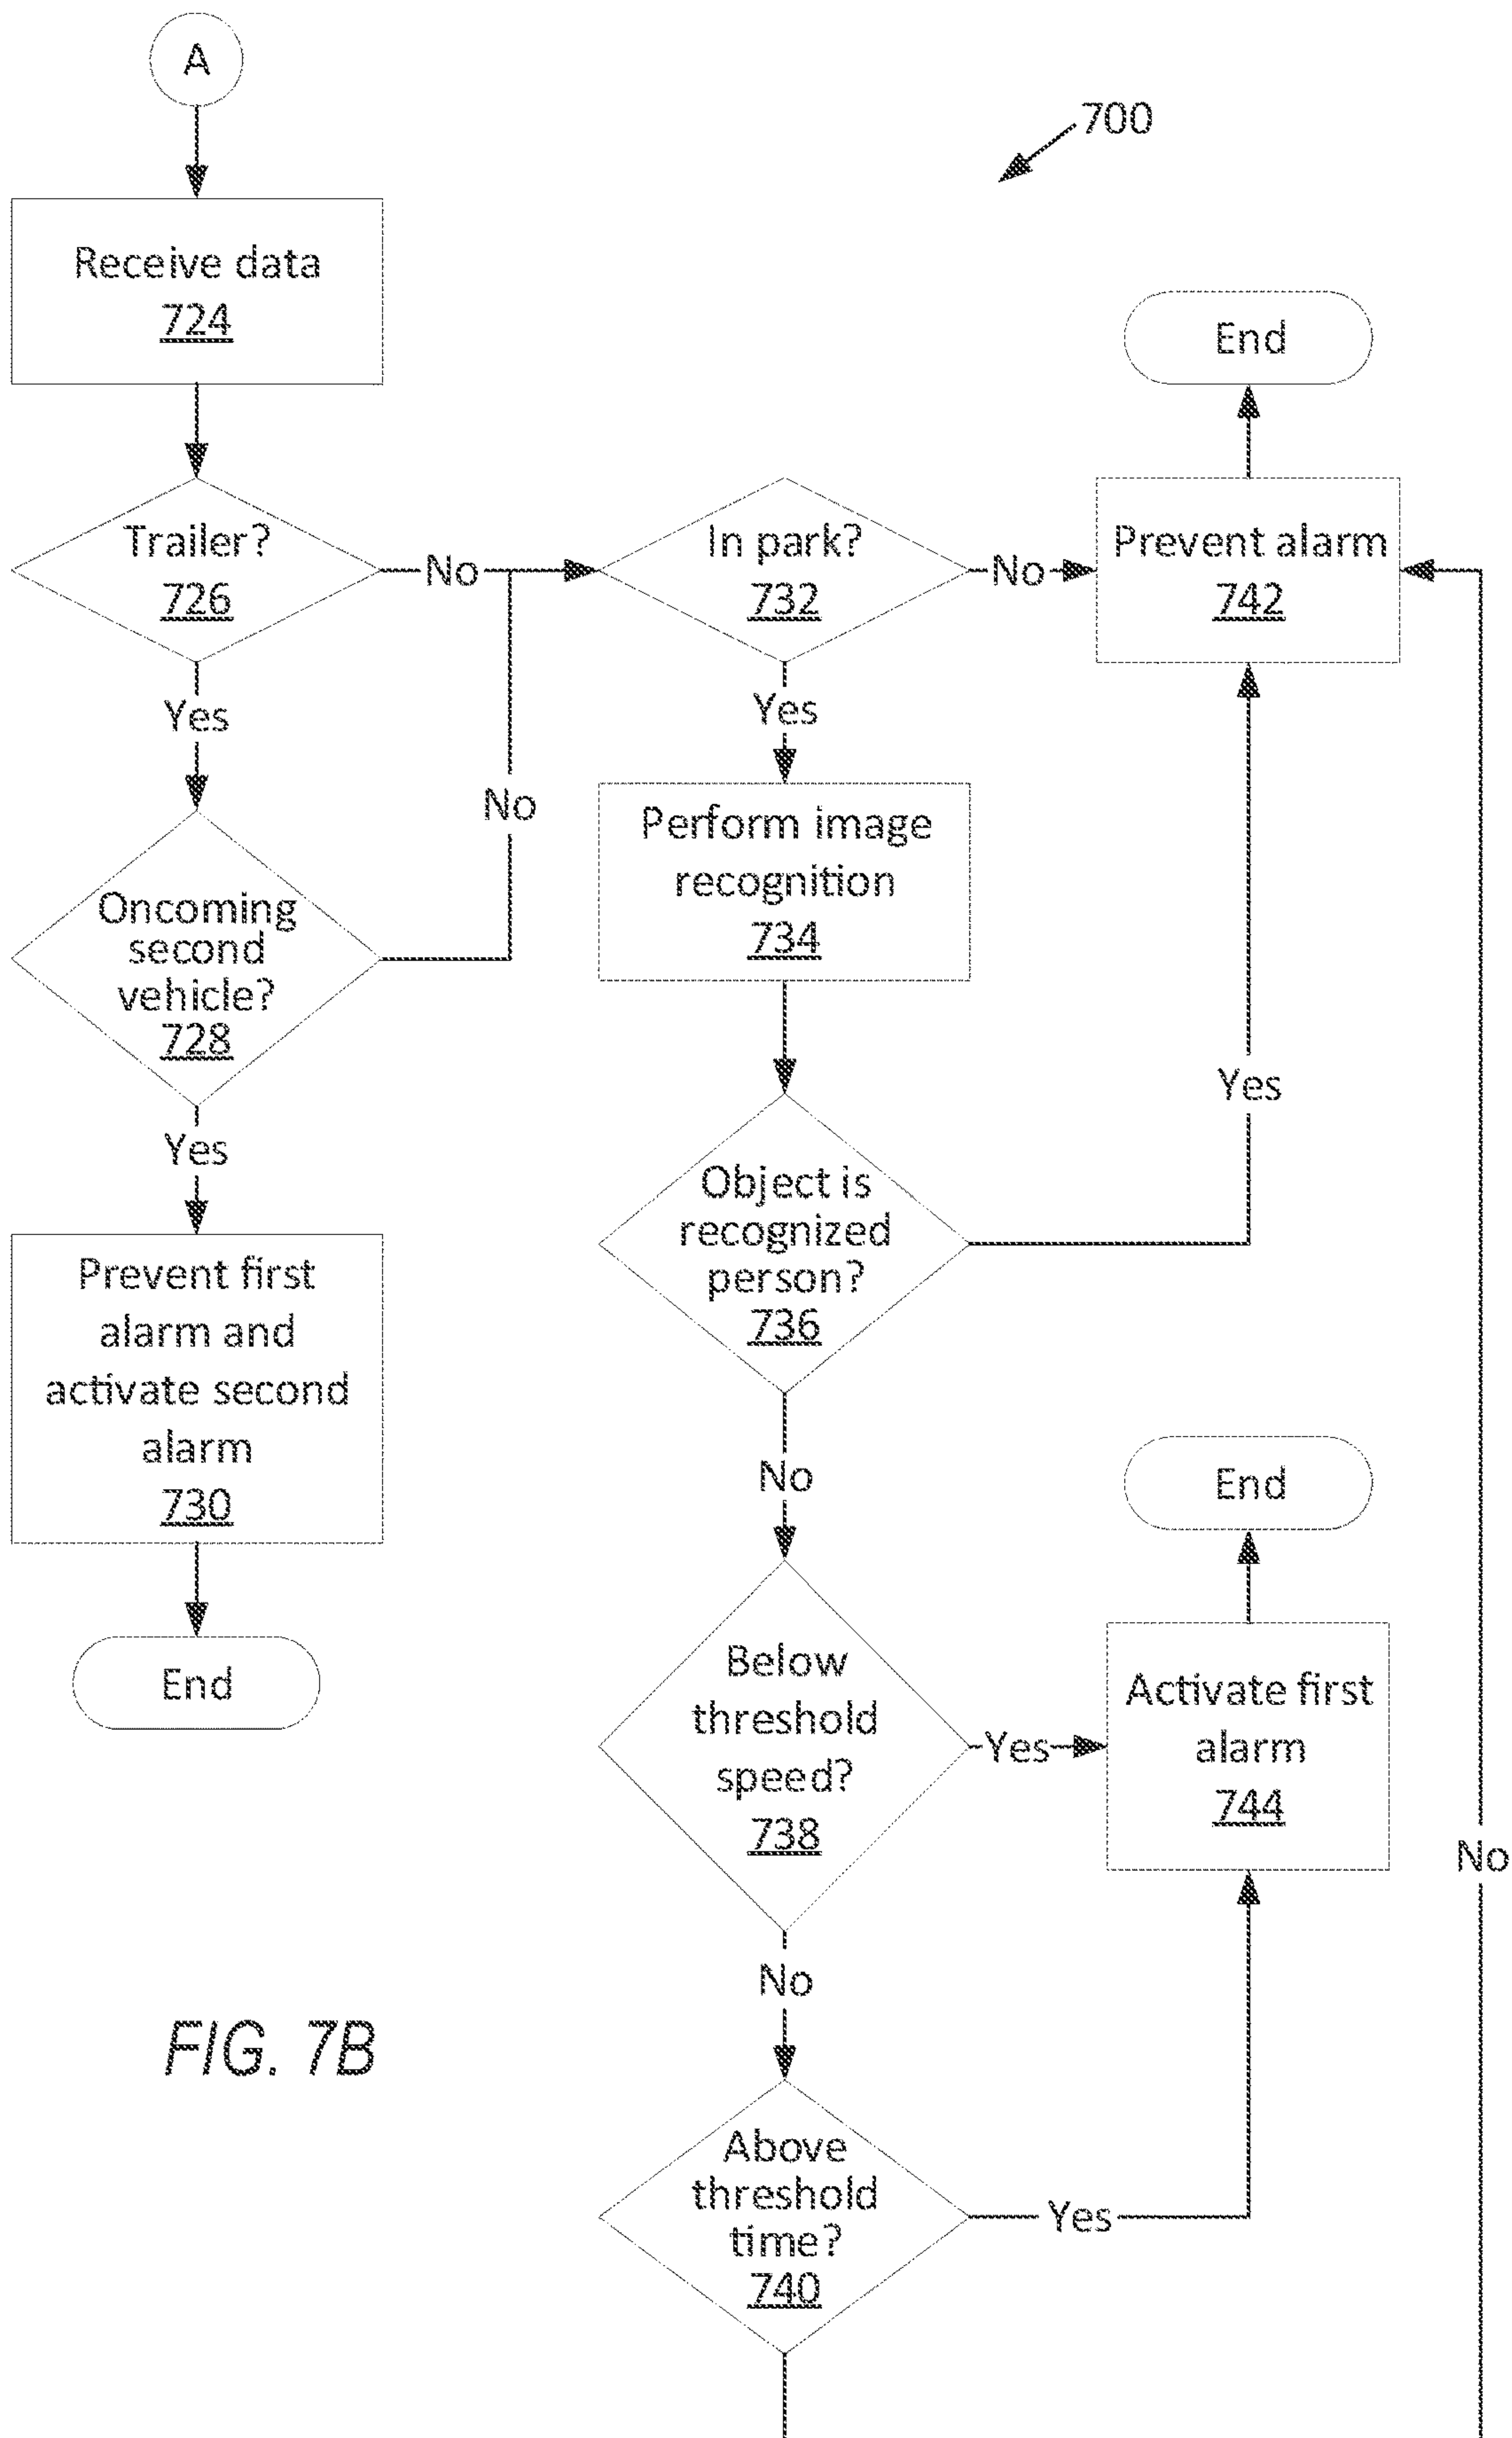 A
700
Receive data
724
End
Trailer?
726
No
In park?
732
No
Prevent alarm
742
Yes
Yes
No
Oncoming
second
vehicle?
728
Perform image
recognition
734
Yes
Yes
Object is
recognized
person?
736
Prevent first
alarm and
activate second
alarm
730
No
End
End
Below
threshold
speed?
738
Yes
Activate first
alarm
744
No
No
FIG. 7B
Above
threshold
time?
740
Yes